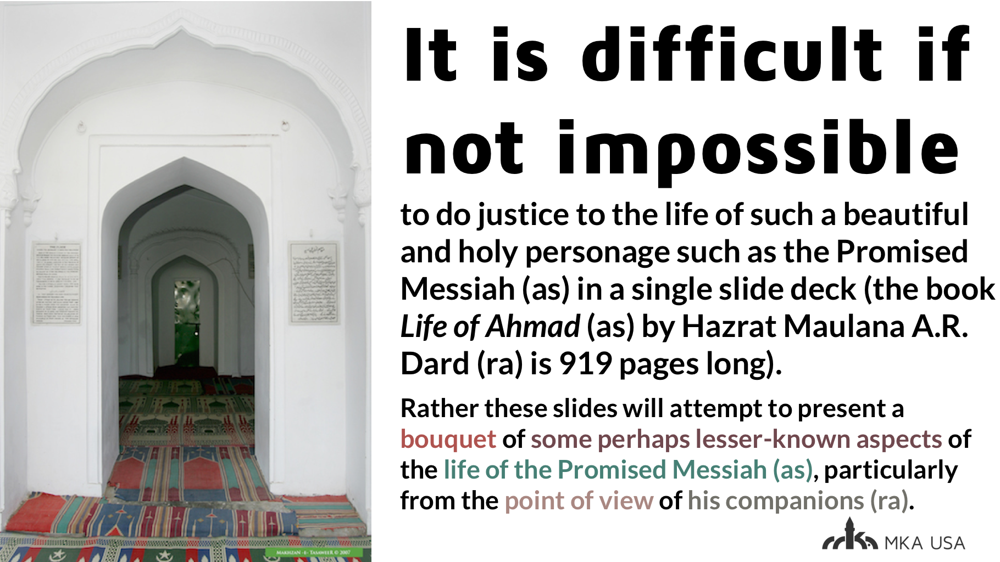 It is difficult if
not impossible
to do justice to the life of such a beautiful
and holy personage such as the Promised
Messiah (as) in a single slide deck (the book
Life of Ahmad (as) by Hazrat Maulana A.R.
Dard (ra) is 919 pages long).
Rather these slides will attempt to present a
bouquet of some perhaps lesser-known aspects of
the life of the Promised Messiah (as), particularly
from the point of view of his companions (ra).
MKA USA
MAKHZAN -E- TASAWEER © 2007